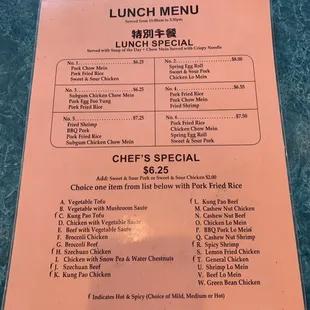 LUNCH MENU
Served from 11:00am to 3:30pm
特別午餐
LUNCH SPECIAL
Served with Soup of the Day • Chow Mein Served with Crispy Noodle
No. 1 $6.25
Pork Chow Mein
Pork Fried Rice
Sweet & Sour Chicken
No. 2 $8.00
Spring Egg Roll
Sweet & Sour Pork
Chicken Lo Mein
No. 3 $6.25
Subgum Chicken Chow Mein
Pork Egg Foo Yung
Pork Fried Rice
No. 4 $6.55
Pork Fried Rice
Pork Chow Mein
Fried Shrimp
No. 5 $7.25
Fried Shrimp
BBQ Pork
Pork Fried Rice
Subgum Chicken Chow Mein
No. 6 $7.50
Pork Fried Rice
Chicken Chow Mein
Spring Egg Roll
Sweet & Sour Pork
CHEF'S SPECIAL
$6.25
Add: Sweet & Sour Pork or Sweet & Sour Chicken $2.00
Choice one item from list below with Pork Fried Rice
A. Vegetable Tofu
B. Vegetable with Mushroom Saute
C. Kung Pao Tofu
D. Chicken with Vegetable Saute
E. Beef with Vegetable Saute
F. Broccoli Chicken
G. Broccoli Beef
H. Szechuan Chicken
I. Chicken with Snow Pea & Water Chestnuts
J. Szechuan Beef
K. Kung Pao Chicken
L. Kung Pao Beef
M. Cashew Nut Chicken
N. Cashew Nut Beef
O. Chicken Lo Mein
P. BBQ Pork Lo Mein
Q. Cashew Nut Shrimp
R. Spicy Shrimp
S. Lemon Fried Chicken
T. General Chicken
U. Shrimp Lo Mein
V. Beef Lo Mein
W. Green Bean Chicken
Indicates Hot & Spicy (Choice of Mild, Medium or Hot)